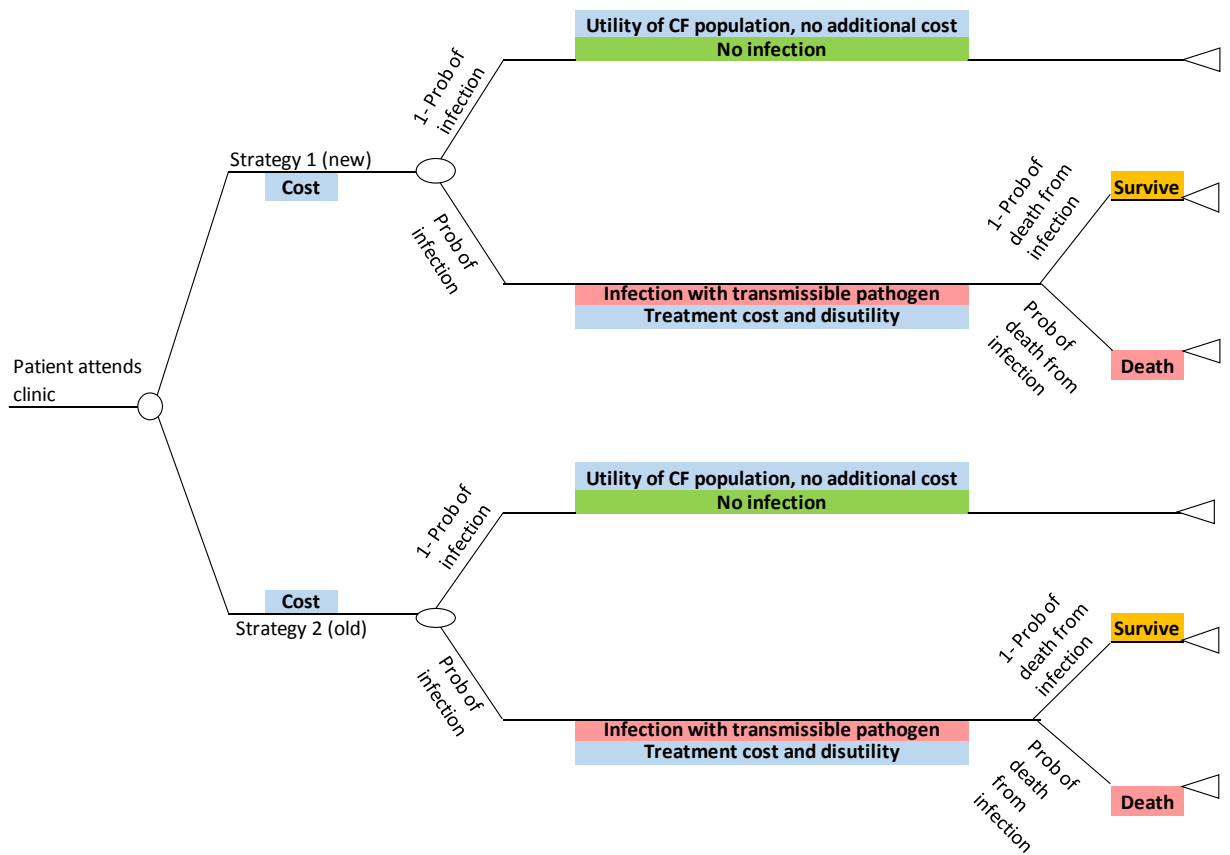 Utility of CF population, no additional cost
No infection
1- Prob of
infection
Strategy 1 (new)
Cost
Prob of
infection
Survive
1- Prob of
death from
infection
Infection with transmissible pathogen
Treatment cost and disutility
Prob of
death from
infection
Death
Patient attends
clinic
Utility of CF population, no additional cost
No infection
1- Prob of
infection
Cost
Strategy 2 (old)
Prob of
infection
Survive
1- Prob of
death from
infection
Infection with transmissible pathogen
Treatment cost and disutility
Prob of
death
from
infection
Death